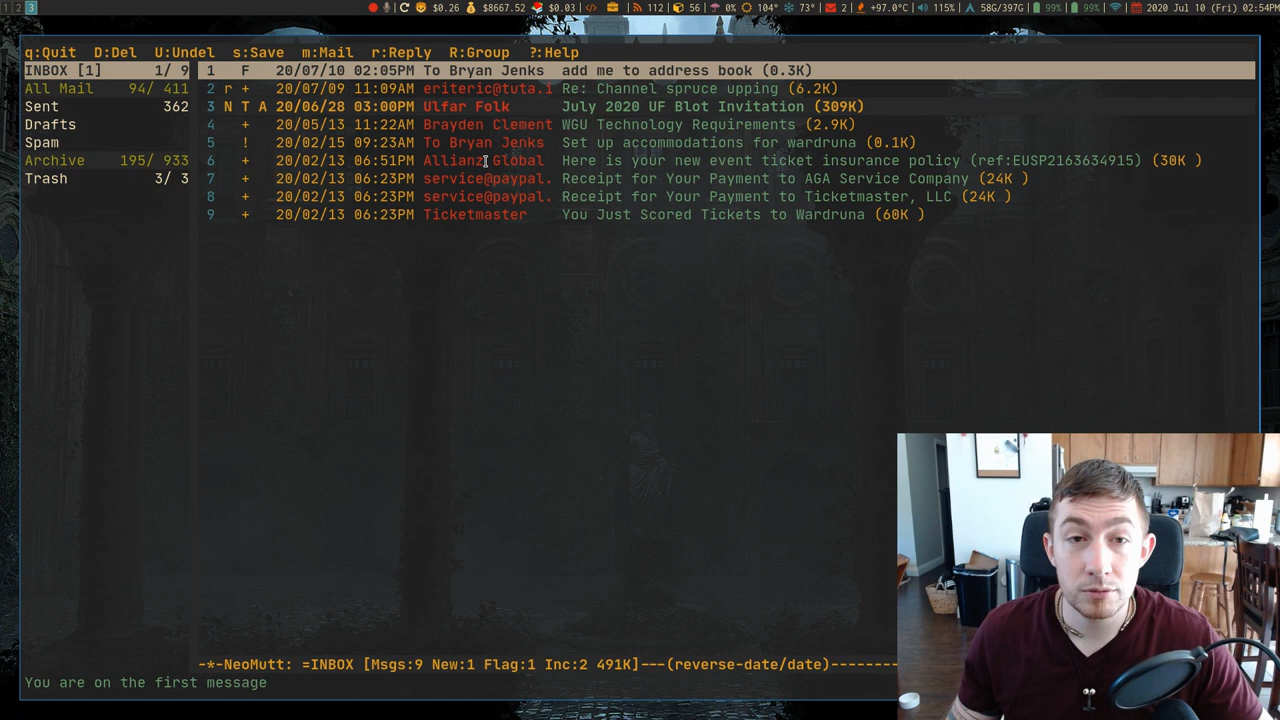 1 2 3 $0.26 $8667.52 $0.03 112 56 0% 104° 73° 2 +97.0°C 115% 58G/397G 99% 99% 2020 Jul 10 (Fri) 02:54PM
q:Quit D:Del U:Undel s:Save m:Mail r:Reply R:Group ?:Help
INBOX [1] 1/ 9 1 F 20/07/10 02:05PM To Bryan Jenks add me to address book (0.3K)
All Mail 94/ 411 2 r + 20/07/09 11:09AM eriteric@tuta.i Re: Channel spruce upping (6.2K)
Sent 362 3 N T A 20/06/28 03:00PM Ulfar Folk July 2020 UF Blot Invitation (309K)
Drafts 4 + 20/05/13 11:22AM Brayden Clement WGU Technology Requirements (2.9K)
Spam 5 ! 20/02/15 09:23AM To Bryan Jenks Set up accommodations for wardruna (0.1K)
Archive 195/ 933 6 + 20/02/13 06:51PM Allianz Global Here is your new event ticket insurance policy (ref:EUSP2163634915) (30K )
Trash 3/ 3 7 + 20/02/13 06:23PM service@paypal. Receipt for Your Payment to AGA Service Company (24K )
8 + 20/02/13 06:23PM service@paypal. Receipt for Your Payment to Ticketmaster, LLC (24K )
9 + 20/02/13 06:23PM Ticketmaster You Just Scored Tickets to Wardruna (60K )
-*-NeoMutt: =INBOX [Msgs:9 New:1 Flag:1 Inc:2 491K]---(reverse-date/date)--------
You are on the first message